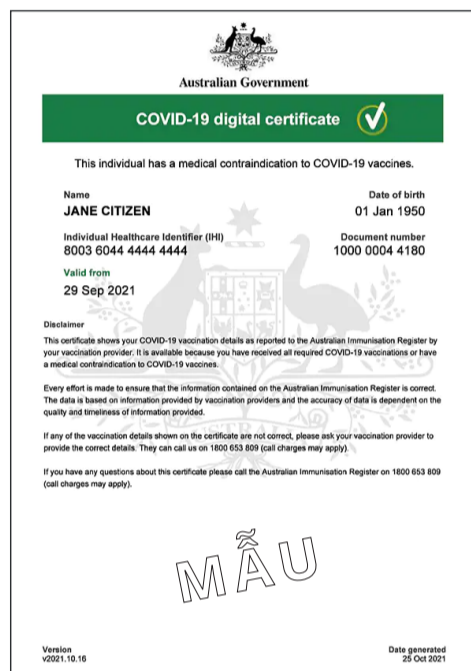 Australian Government
COVID-19 digital certificate
This individual has a medical contraindication to COVID-19 vaccines.
Name
Date of birth
JANE CITIZEN
01 Jan 1950
Individual Healthcare Identifier (IHI)
Document number
8003 6044 4444 4444
1000 0004 4180
Valid from
29 Sep 2021
Disclaimer
This certificate shows your COVID-19 vaccination details as reported to the Australian Immunisation Register by
your vaccination provider. It is available because you have received all required COVID-19 vaccinations or have
a medical contraindication to COVID-19 vaccines.
Every effort is made to ensure that the information contained on the Australian Immunisation Register is correct.
The data is based on information provided by vaccination providers and the accuracy of data is dependent on the
quality and timeliness of information provided.
If any of the vaccination details shown on the certificate are not correct, please ask your vaccination provider to
provide the correct details. They can call us on 1800 653 809 (call charges may apply).
If you have any questions about this certificate please call the Australian Immunisation Register on 1800 653 809
(call charges may apply).
MẪU
Version
Date generated
v2021.10.16
25 Oct 2021